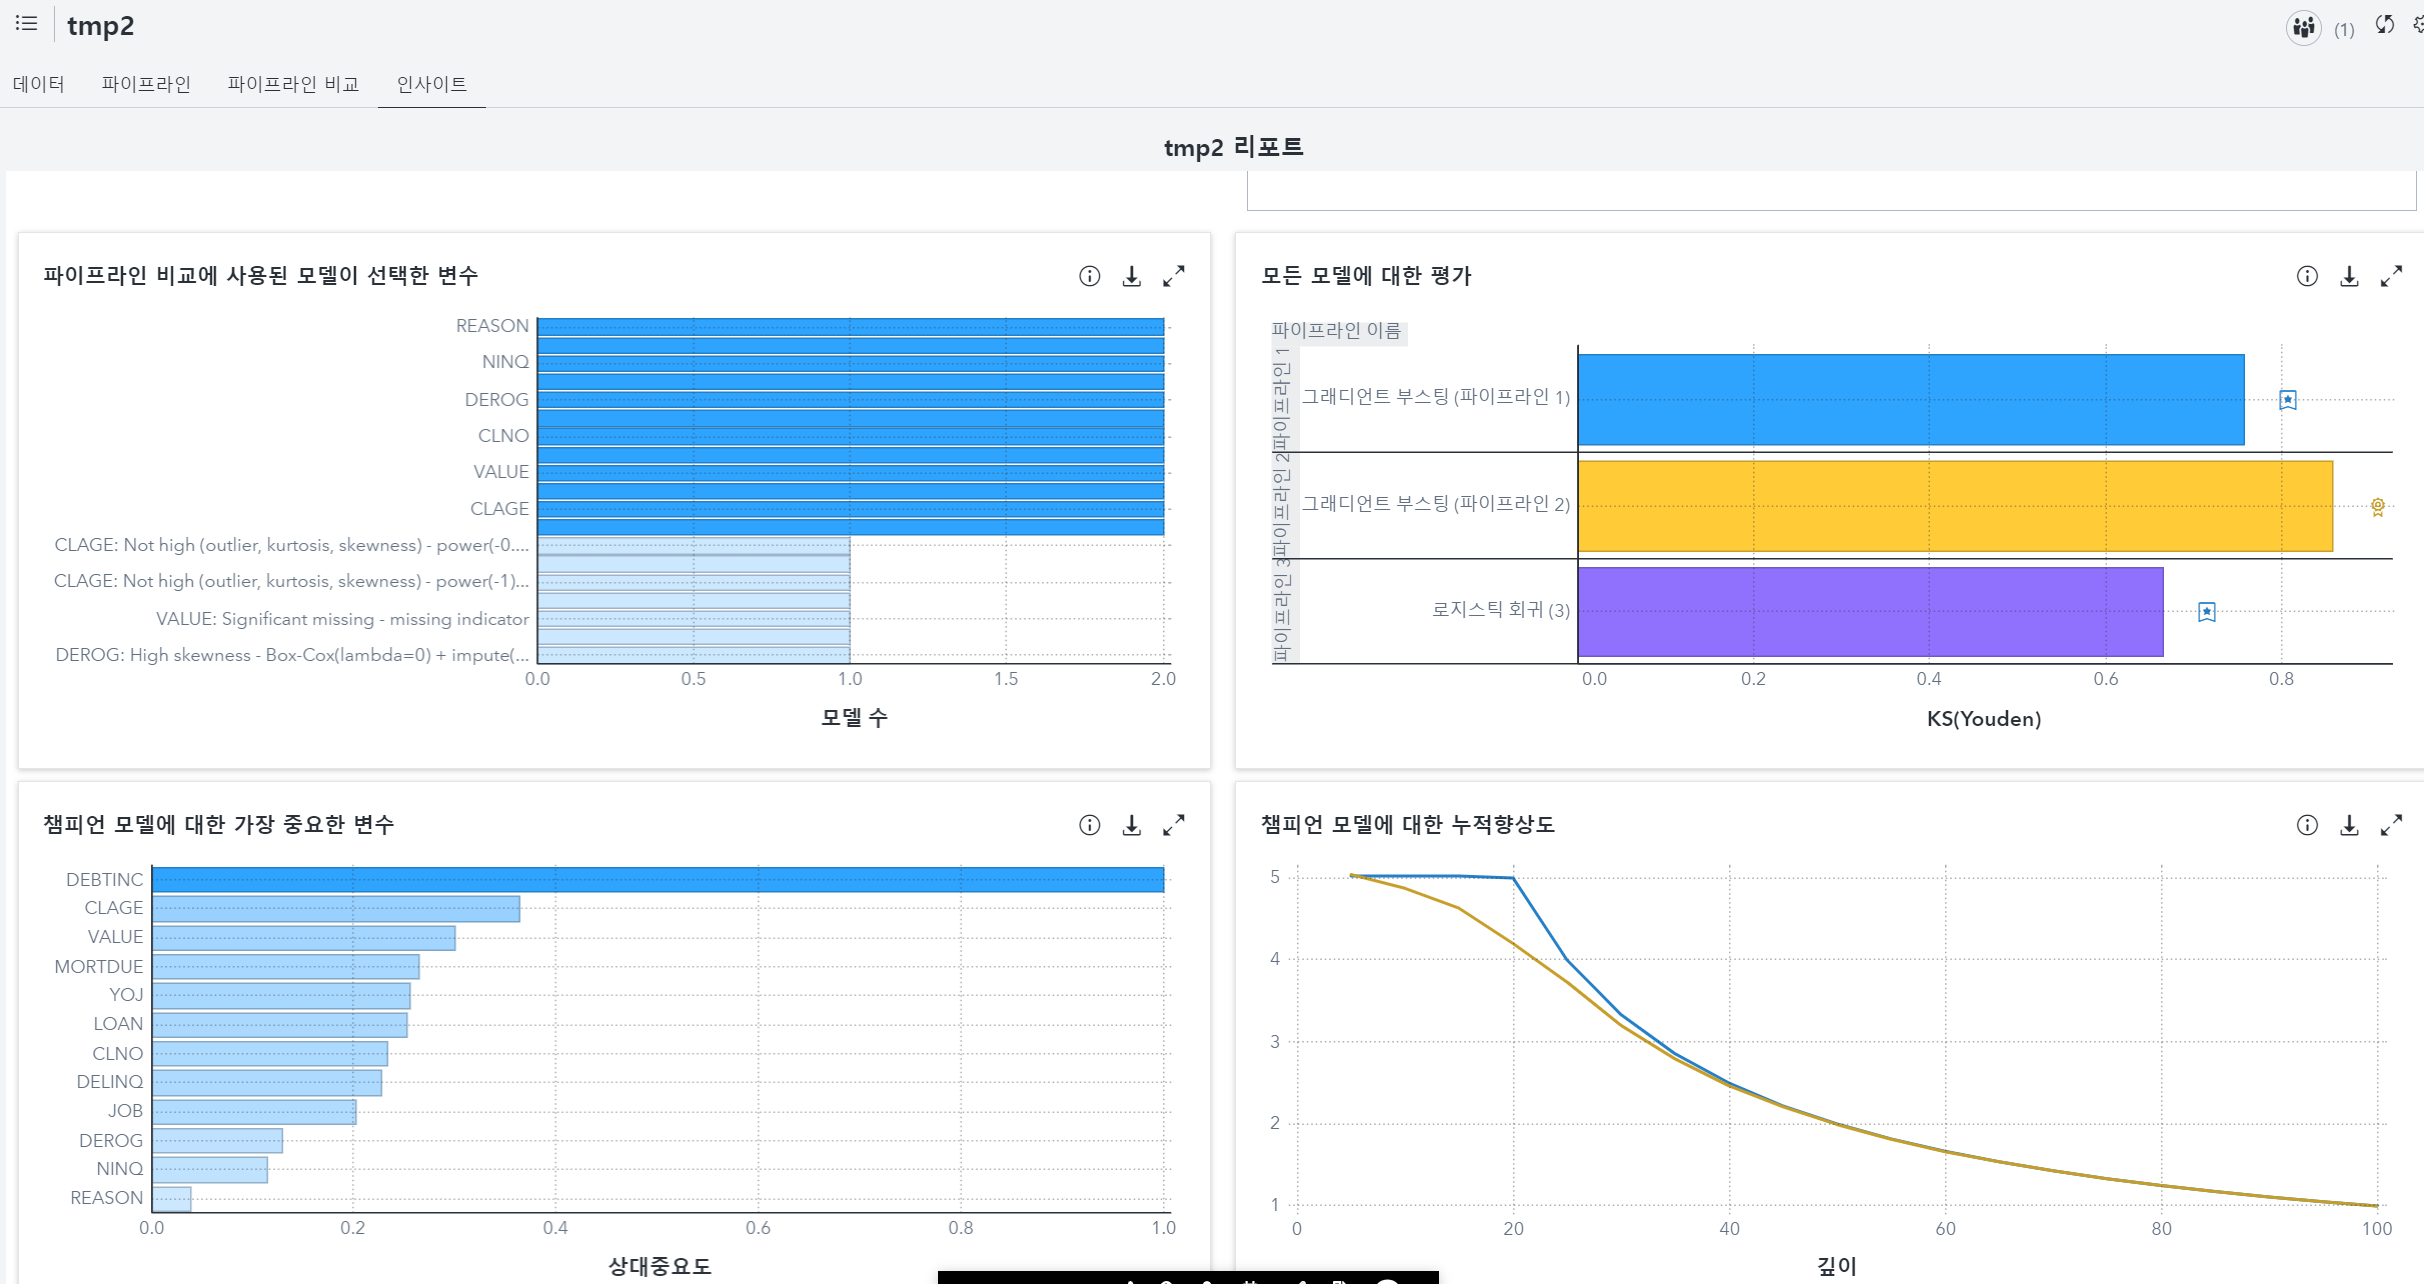 tmp2
(1)
데이터 파이프라인 파이프라인 비교 인사이트
tmp2 리포트
파이프라인 비교에 사용된 모델이 선택한 변수
REASON
NINQ
DEROG
CLNO
VALUE
CLAGE
CLAGE: Not high (outlier, kurtosis, skewness) - power(-0....
CLAGE: Not high (outlier, kurtosis, skewness) - power(-1)...
VALUE: Significant missing - missing indicator
DEROG: High skewness - Box-Cox(lambda=0) + impute(...
0.0 0.5 1.0 1.5 2.0
모델 수
모든 모델에 대한 평가
파이프라인 이름
파이프라인 1
그래디언트 부스팅 (파이프라인 1)
파이프라인 2
그래디언트 부스팅 (파이프라인 2)
파이프라인 3
로지스틱 회귀 (3)
0.0 0.2 0.4 0.6 0.8
KS(Youden)
챔피언 모델에 대한 가장 중요한 변수
DEBTINC
CLAGE
VALUE
MORTDUE
YOJ
LOAN
CLNO
DELINQ
JOB
DEROG
NINQ
REASON
0.0 0.2 0.4 0.6 0.8 1.0
상대중요도
챔피언 모델에 대한 누적향상도
5
4
3
2
1
0 20 40 60 80 100
깊이